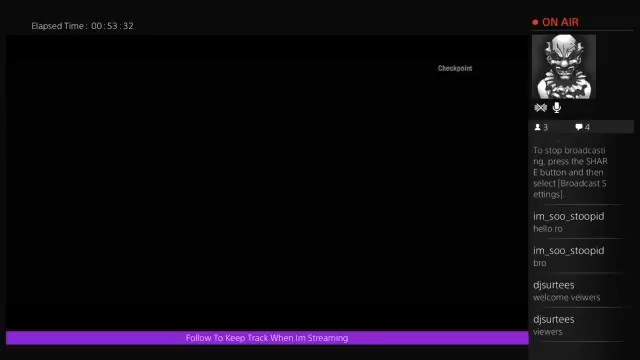 Elapsed Time : 00 : 53 : 32
ON AIR
Checkpoint
3
4
To stop broadcasti
ng, press the SHAR
E button and then
select [Broadcast S
ettings].
im_soo_stoopid
hello ro
im_soo_stoopid
bro
djsurtees
welcome veiwers
djsurtees
viewers
Follow To Keep Track When Im Streaming